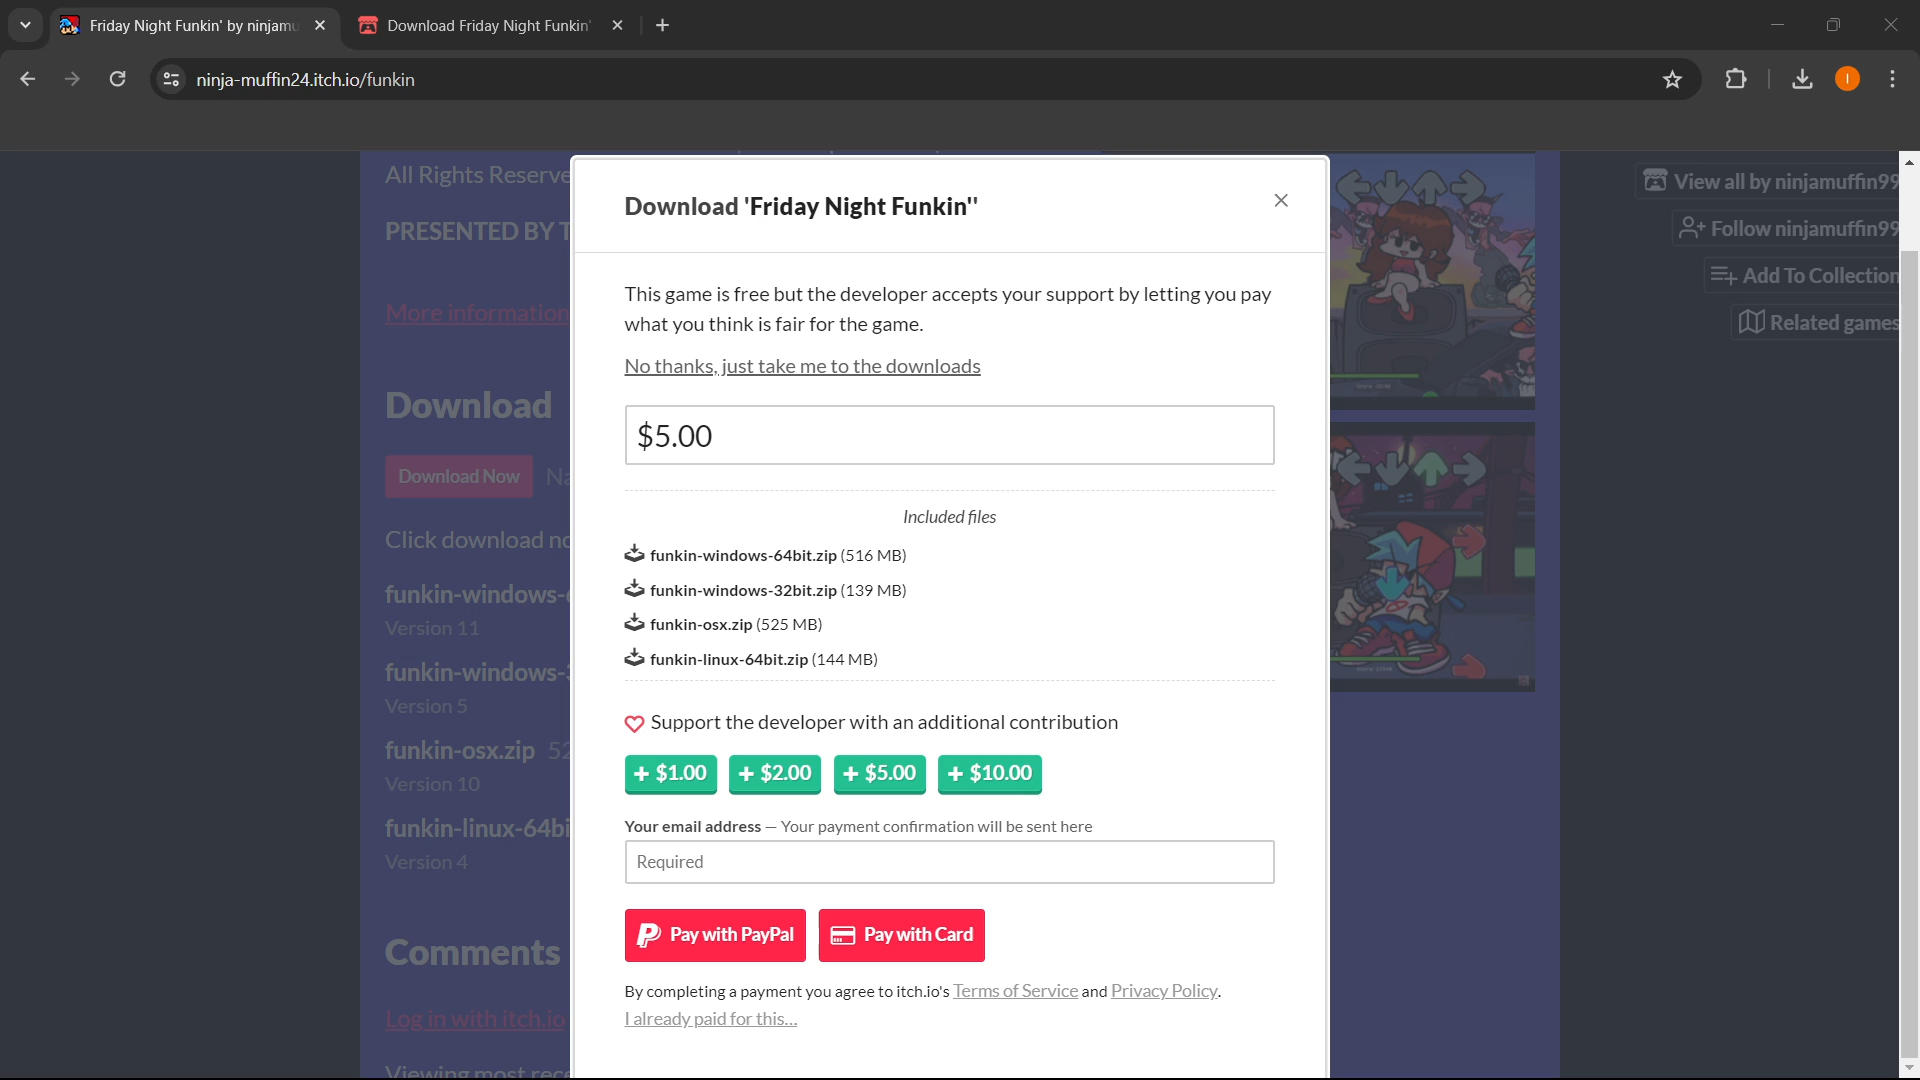 Friday Night Funkin' by ninjamu
Download Friday Night Funkin'
ninja-muffin24.itch.io/funkin
I
All Rights Reserve
PRESENTED BY T
More information
Download
Download Now
Na
Click download no
funkin-windows-6
Version 11
funkin-windows-3
Version 5
funkin-osx.zip 52
Version 10
funkin-linux-64bi
Version 4
Comments
Log in with itch.io
Viewing most rece
Download 'Friday Night Funkin''
This game is free but the developer accepts your support by letting you pay
what you think is fair for the game.
No thanks, just take me to the downloads
$5.00
Included files
funkin-windows-64bit.zip (516 MB)
funkin-windows-32bit.zip (139 MB)
funkin-osx.zip (525 MB)
funkin-linux-64bit.zip (144 MB)
Support the developer with an additional contribution
+ $1.00
+ $2.00
+ $5.00
+ $10.00
Your email address — Your payment confirmation will be sent here
Required
Pay with PayPal
Pay with Card
By completing a payment you agree to itch.io's Terms of Service and Privacy Policy.
I already paid for this...
View all by ninjamuffin99
Follow ninjamuffin99
Add To Collection
Related games